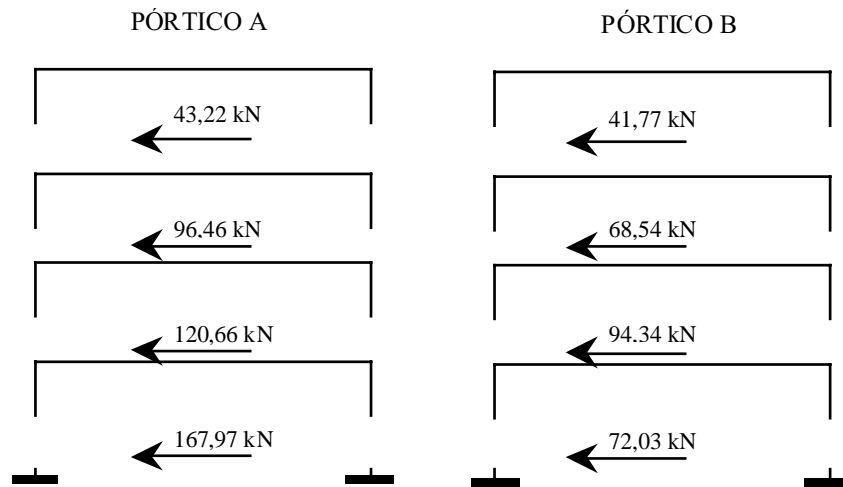 PÓRTICO A
43,22 kN
96,46 kN
120,66 kN
167,97 kN
PÓRTICO B
41,77 kN
68,54 kN
94,34 kN
72,03 kN